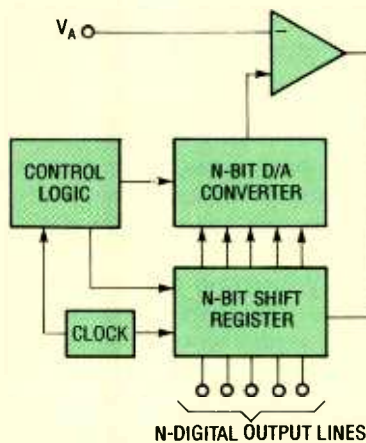 VA
−
CONTROL
LOGIC
N-BIT D/A
CONVERTER
N-BIT SHIFT
REGISTER
CLOCK
N-DIGITAL OUTPUT LINES